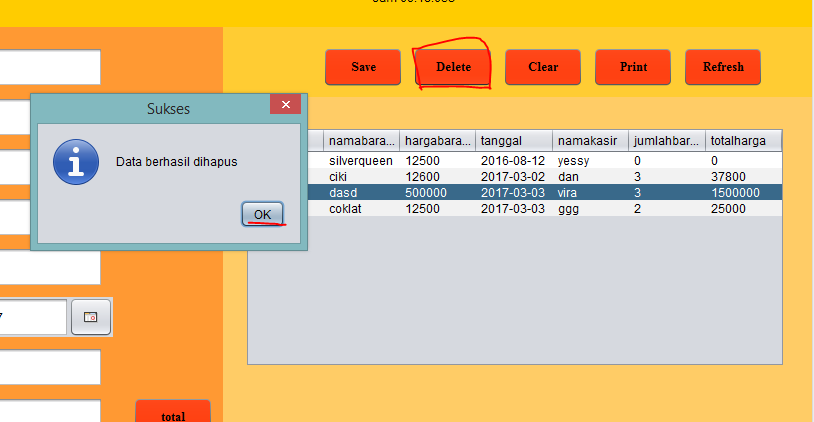 Save Delete Clear Print Refresh
Sukses
Data berhasil dihapus
OK
namabara... hargabara... tanggal namakasir jumlahbar... totalharga
silverqueen 12500 2016-08-12 yessy 0 0
ciki 12600 2017-03-02 dan 3 37800
dasd 500000 2017-03-03 vira 3 1500000
coklat 12500 2017-03-03 ggg 2 25000
total